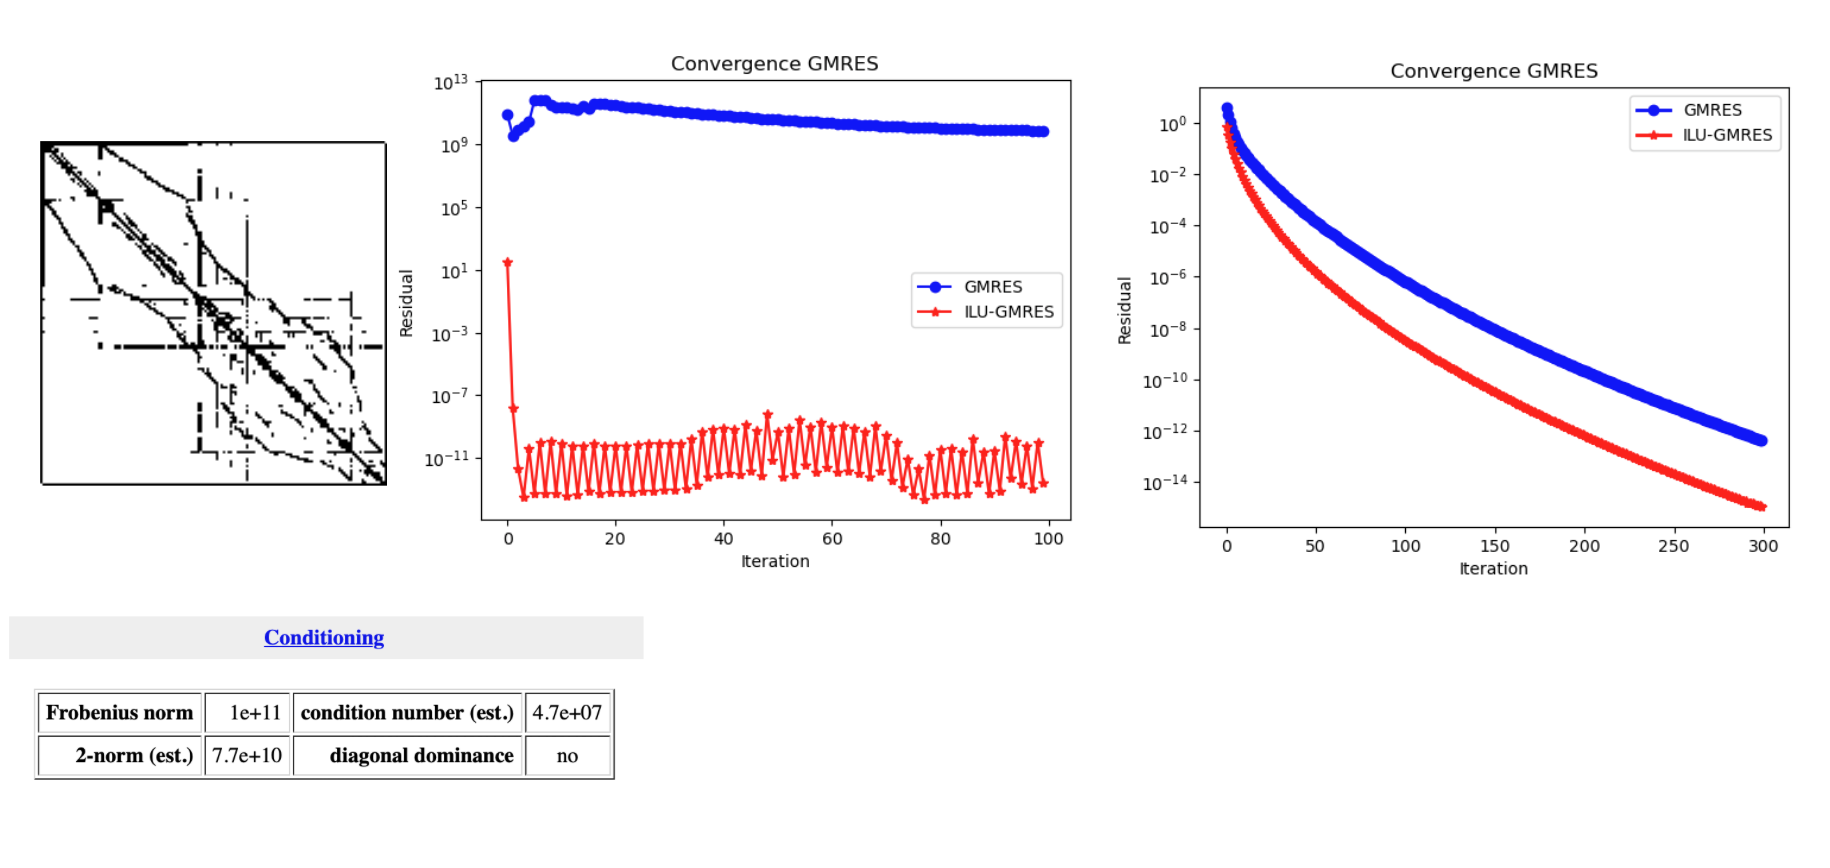 Convergence GMRES
10^13
10^9
10^5
10^1
10^-3
10^-7
10^-11
Residual
GMRES
ILU-GMRES
0 20 40 60 80 100
Iteration
Convergence GMRES
10^0
10^-2
10^-4
10^-6
10^-8
10^-10
10^-12
10^-14
Residual
GMRES
ILU-GMRES
0 50 100 150 200 250 300
Iteration
Conditioning
Frobenius norm 1e+11 condition number (est.) 4.7e+07
2-norm (est.) 7.7e+10 diagonal dominance no